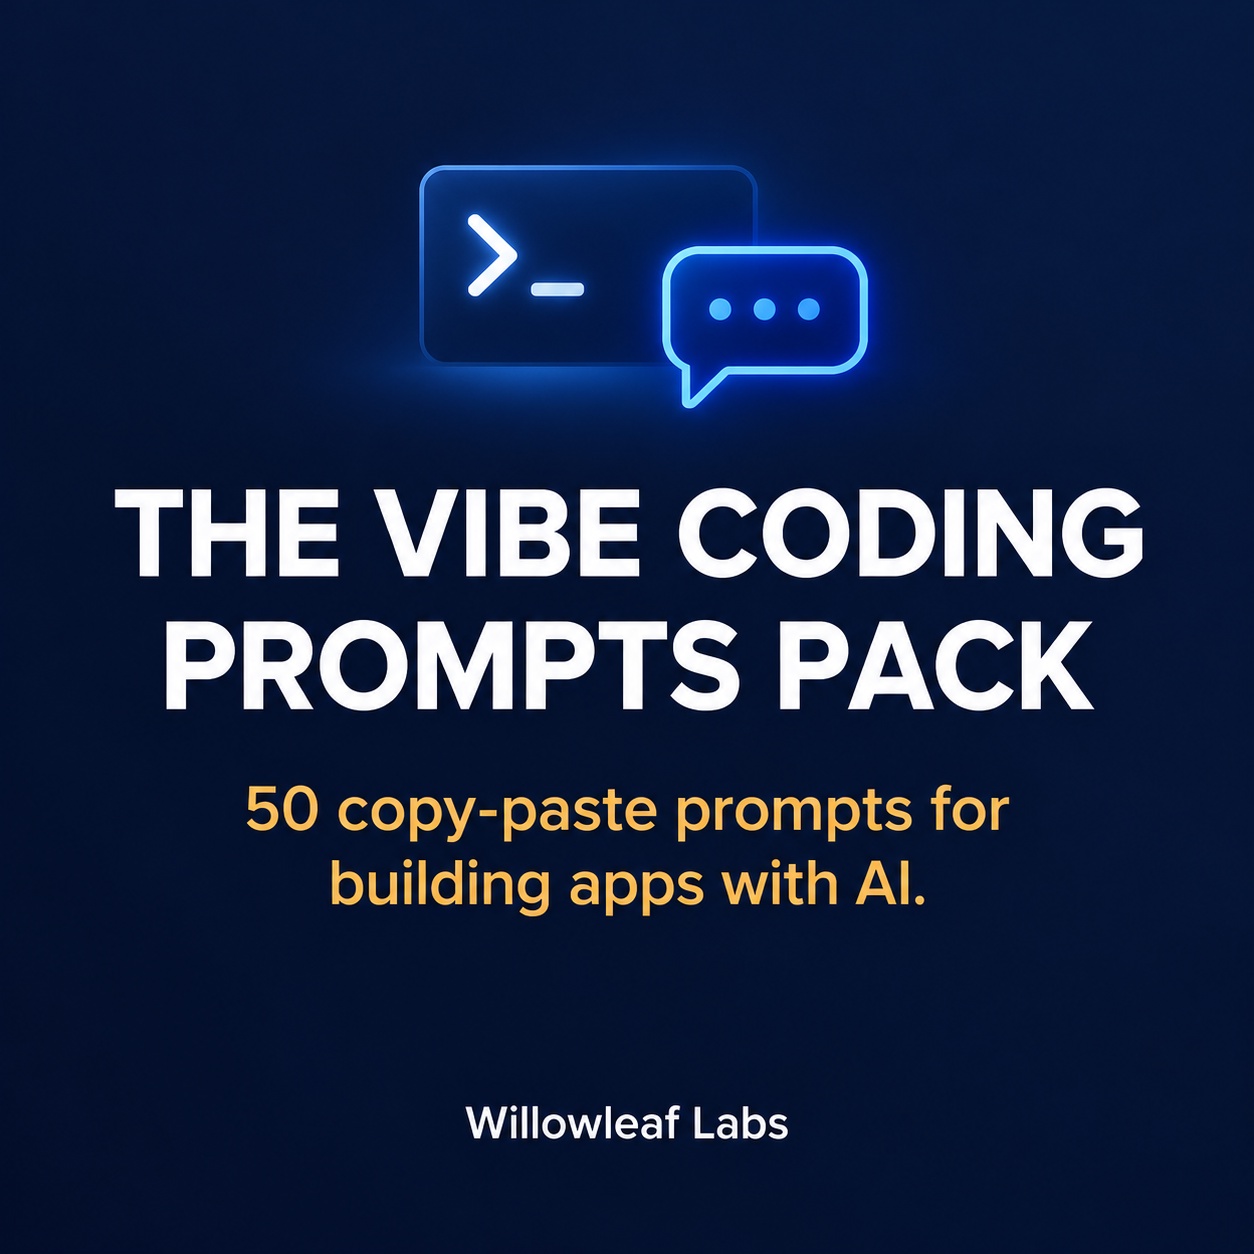 >_
THE VIBE CODING
PROMPTS PACK
50 copy-paste prompts for
building apps with AI.
Willowleaf Labs